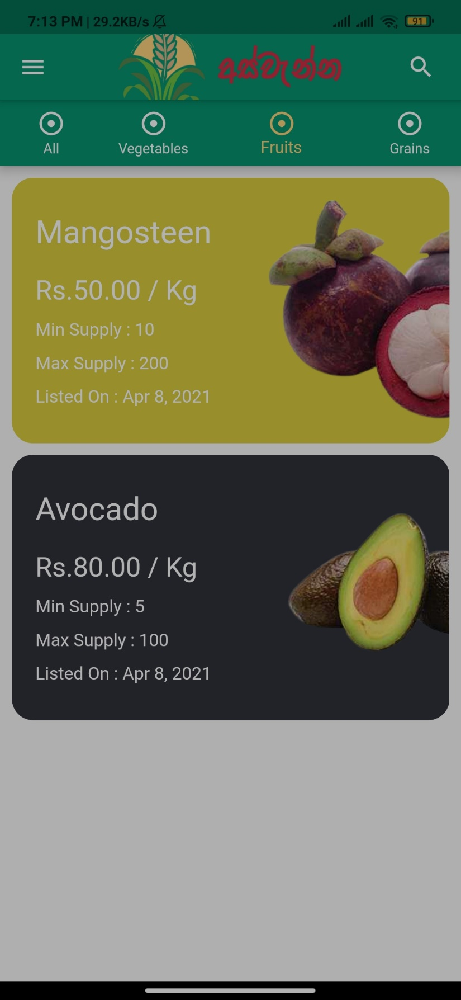 7:13 PM | 29.2KB/s
91
අස්වැන්න
All
Vegetables
Fruits
Grains
Mangosteen
Rs.50.00 / Kg
Min Supply : 10
Max Supply : 200
Listed On : Apr 8, 2021
Avocado
Rs.80.00 / Kg
Min Supply : 5
Max Supply : 100
Listed On : Apr 8, 2021